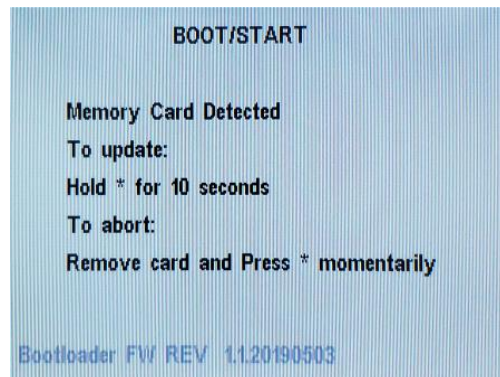 BOOT/START
Memory Card Detected
To update:
Hold * for 10 seconds
To abort:
Remove card and Press * momentarily
Bootloader FW REV 1.1.20190503